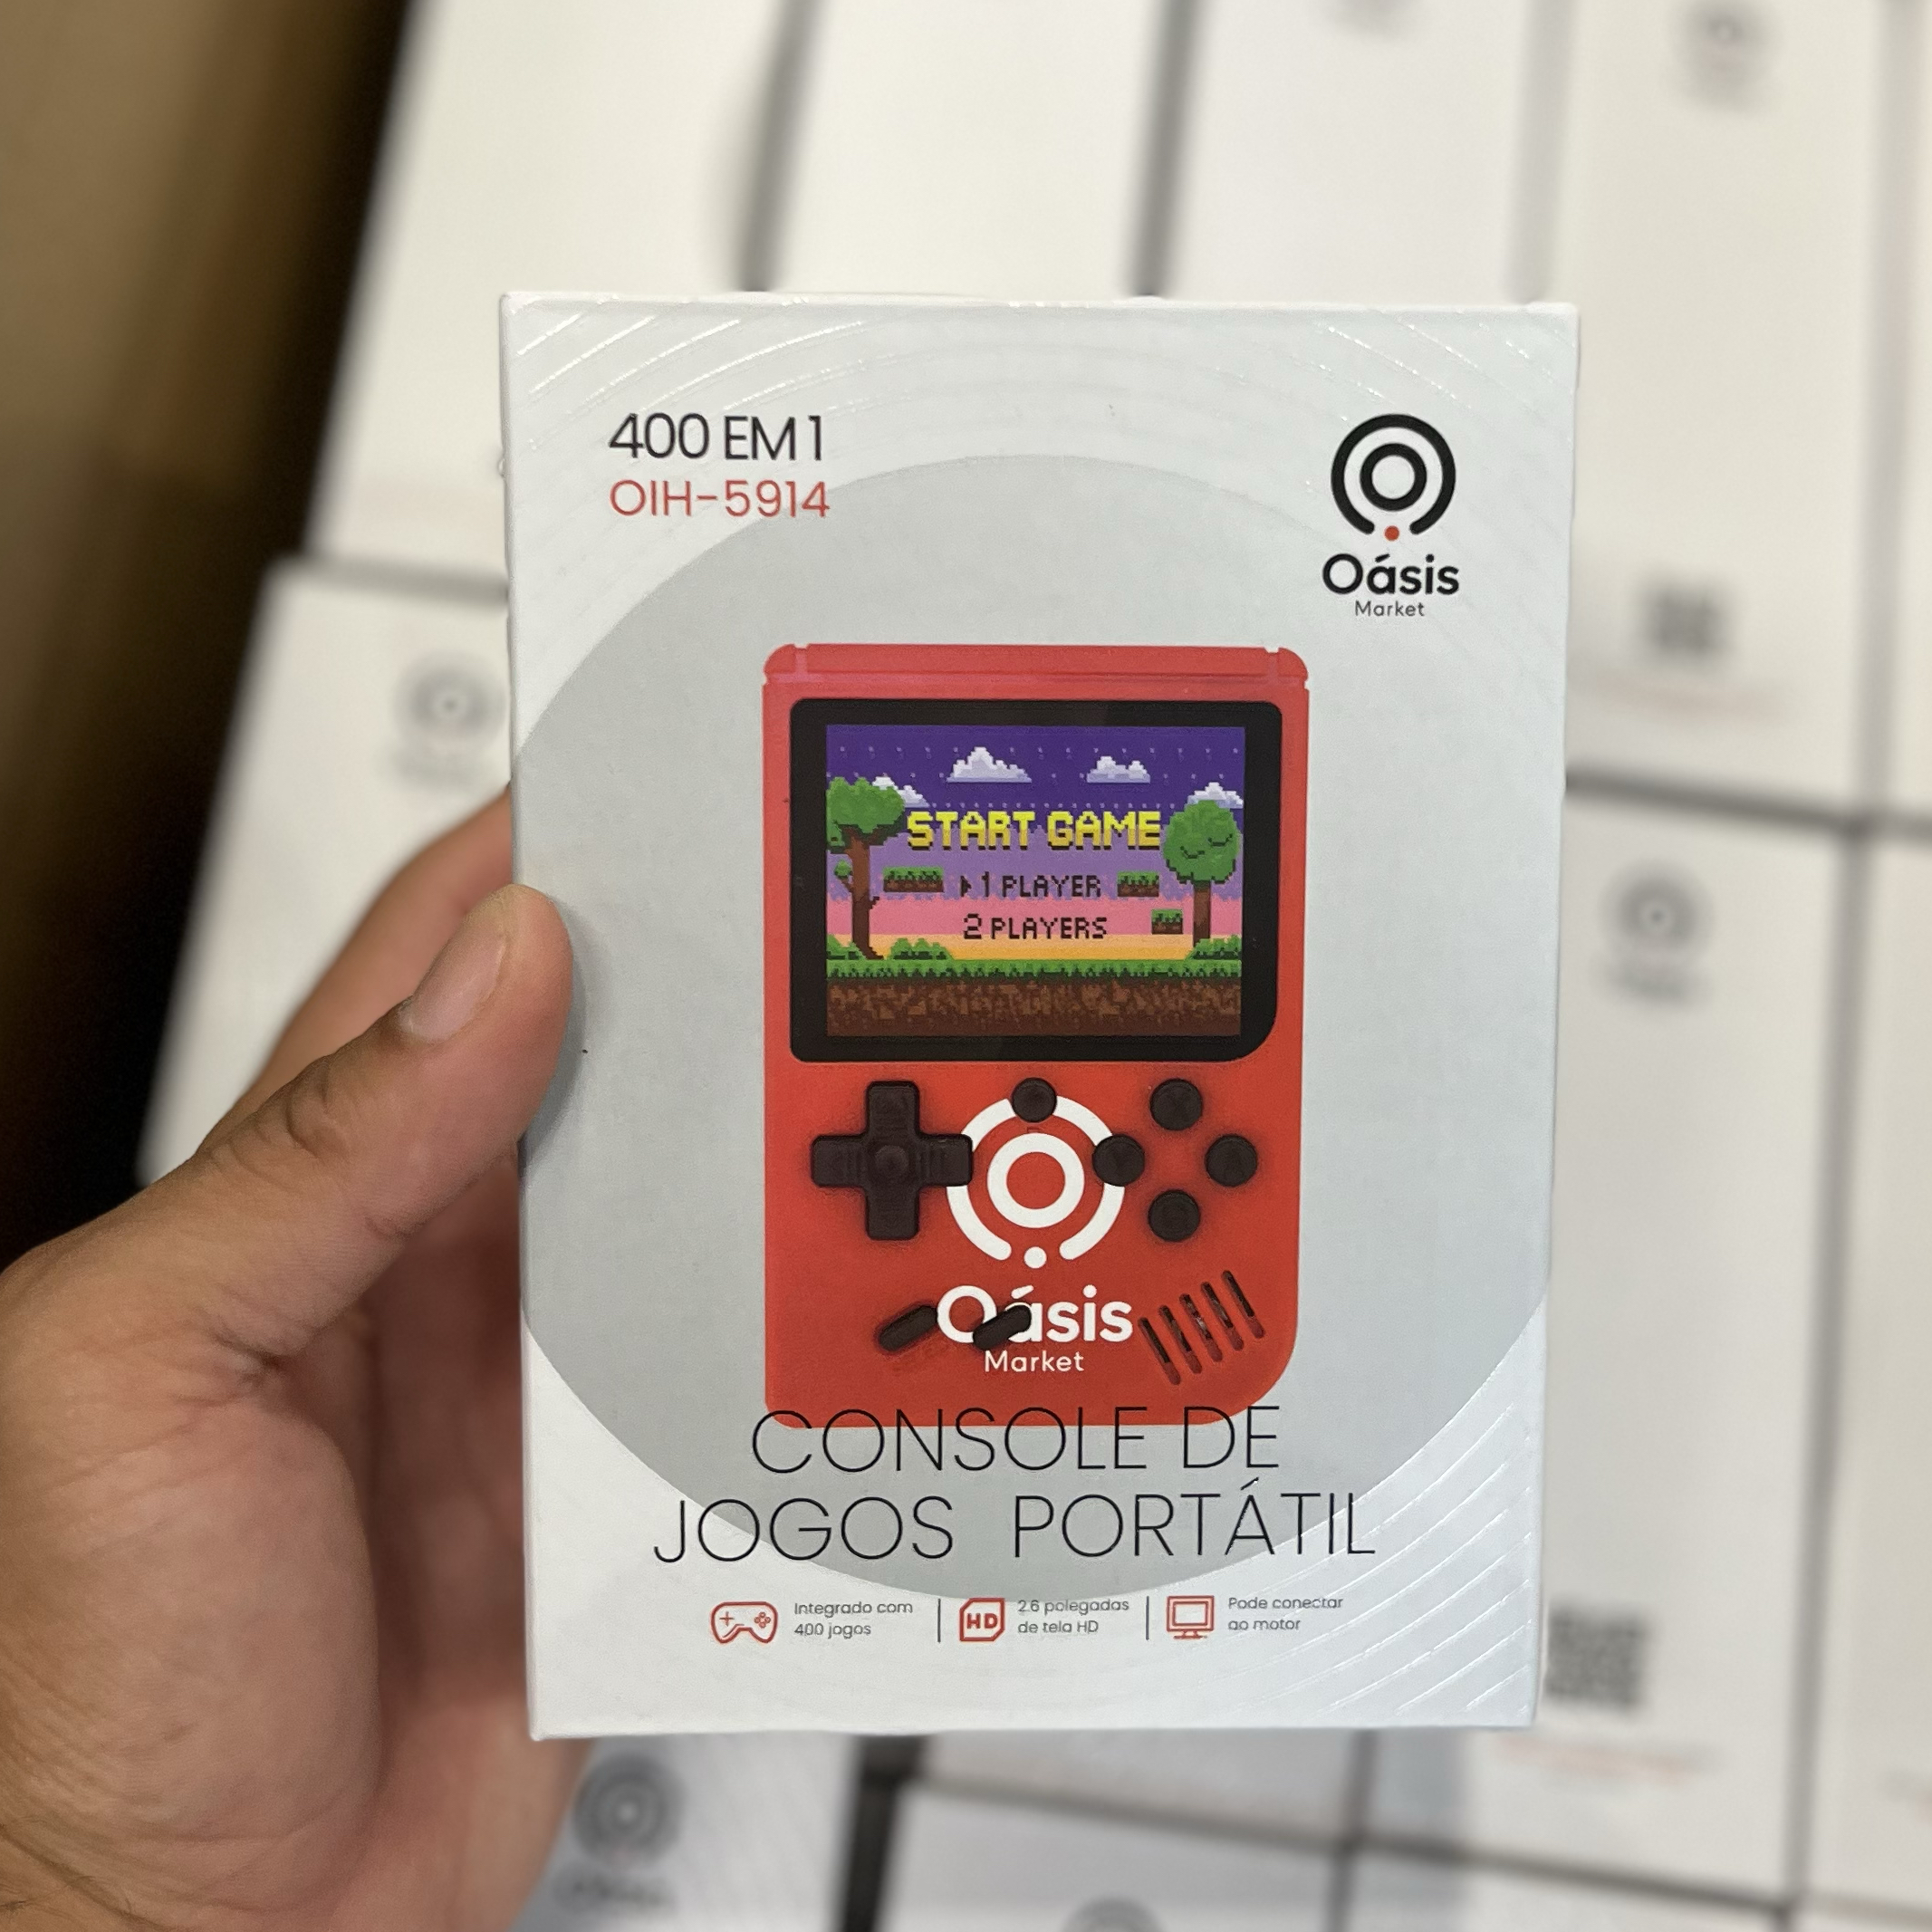 400 EM 1
OIH-5914
Oásis
Market
START GAME
1 PLAYER
2 PLAYERS
Oásis
Market
CONSOLE DE
JOGOS PORTÁTIL
Integrado com
400 jogos
HD
2.6 polegadas
de tela HD
Pode conectar
ao motor